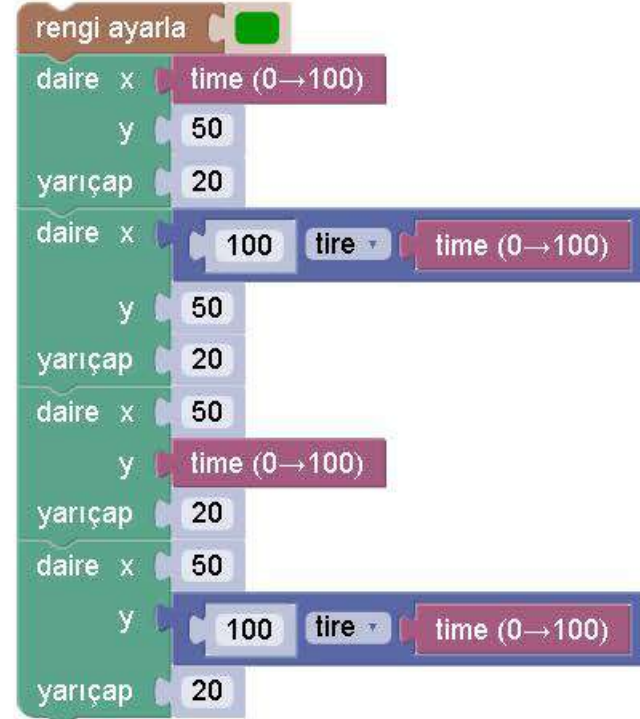 rengi ayarla
daire x time (0→100)
y 50
yarıçap 20
daire x 100 tire time (0→100)
y 50
yarıçap 20
daire x 50
y time (0→100)
yarıçap 20
daire x 50
y 100 tire time (0→100)
yarıçap 20